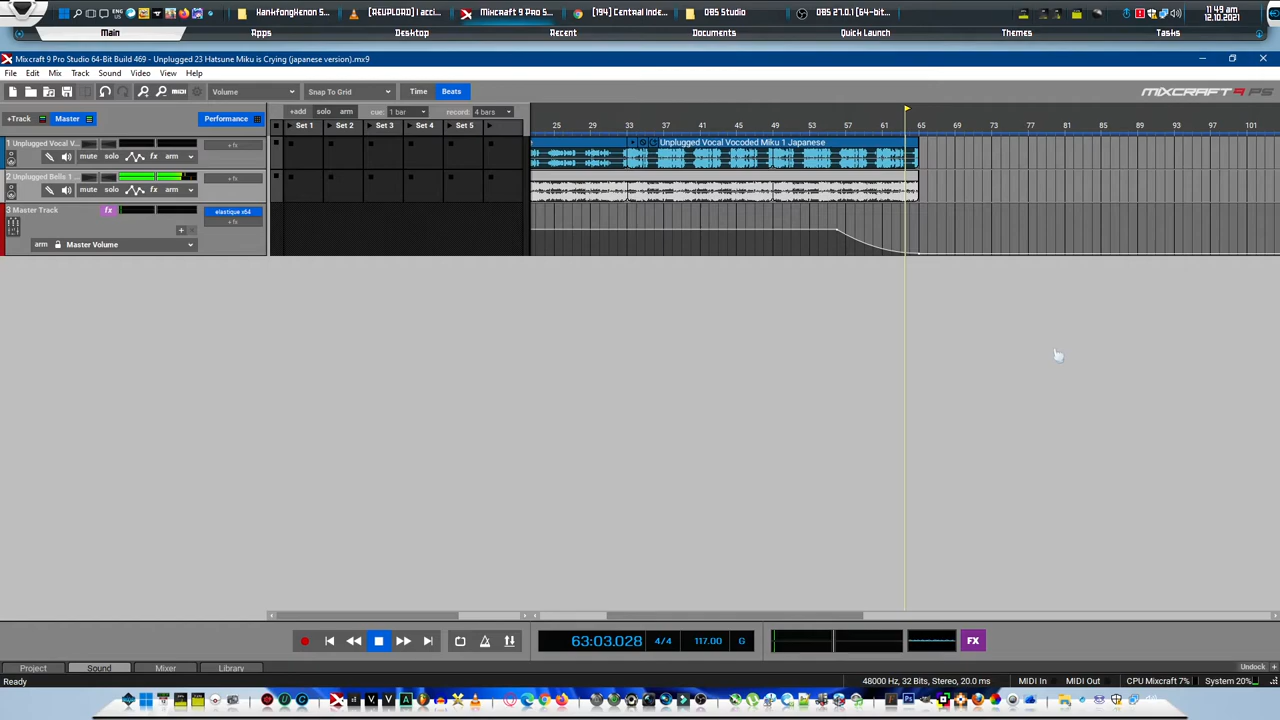 HankfongKenon S...
[REUPLOAD] I acci...
Mixcraft 9 Pro S...
(194) Central Inde...
OBS Studio
OBS 27.0.1 (64-bit...
11:49 am
12.10.2021
Main
Apps
Desktop
Recent
Documents
Quick Launch
Themes
Tasks
Mixcraft 9 Pro Studio 64-Bit Build 469 - Unplugged 23 Hatsune Miku is Crying (japanese version).mx9
File Edit Mix Track Sound Video View Help
Volume Snap To Grid Time Beats MIXCRAFT 9 PS
+add solo arm cue: 1 bar record: 4 bars
+Track Master Performance Set 1 Set 2 Set 3 Set 4 Set 5 25 29 33 37 41 45 49 53 57 61 65 69 73 77 81 85 89 93 97 101
1 Unplugged Vocal V... + fx Unplugged Vocal Vocoded Miku 1 Japanese
mute solo fx arm
2 Unplugged Bells 1 ... + fx
mute solo fx arm
3 Master Track fx elastique x64
+ fx
arm Master Volume
63:03.028 4/4 117.00 G FX
Project Sound Mixer Library Undock
Ready 48000 Hz, 32 Bits, Stereo, 20.0 ms MIDI In MIDI Out CPU Mixcraft 7% System 20%